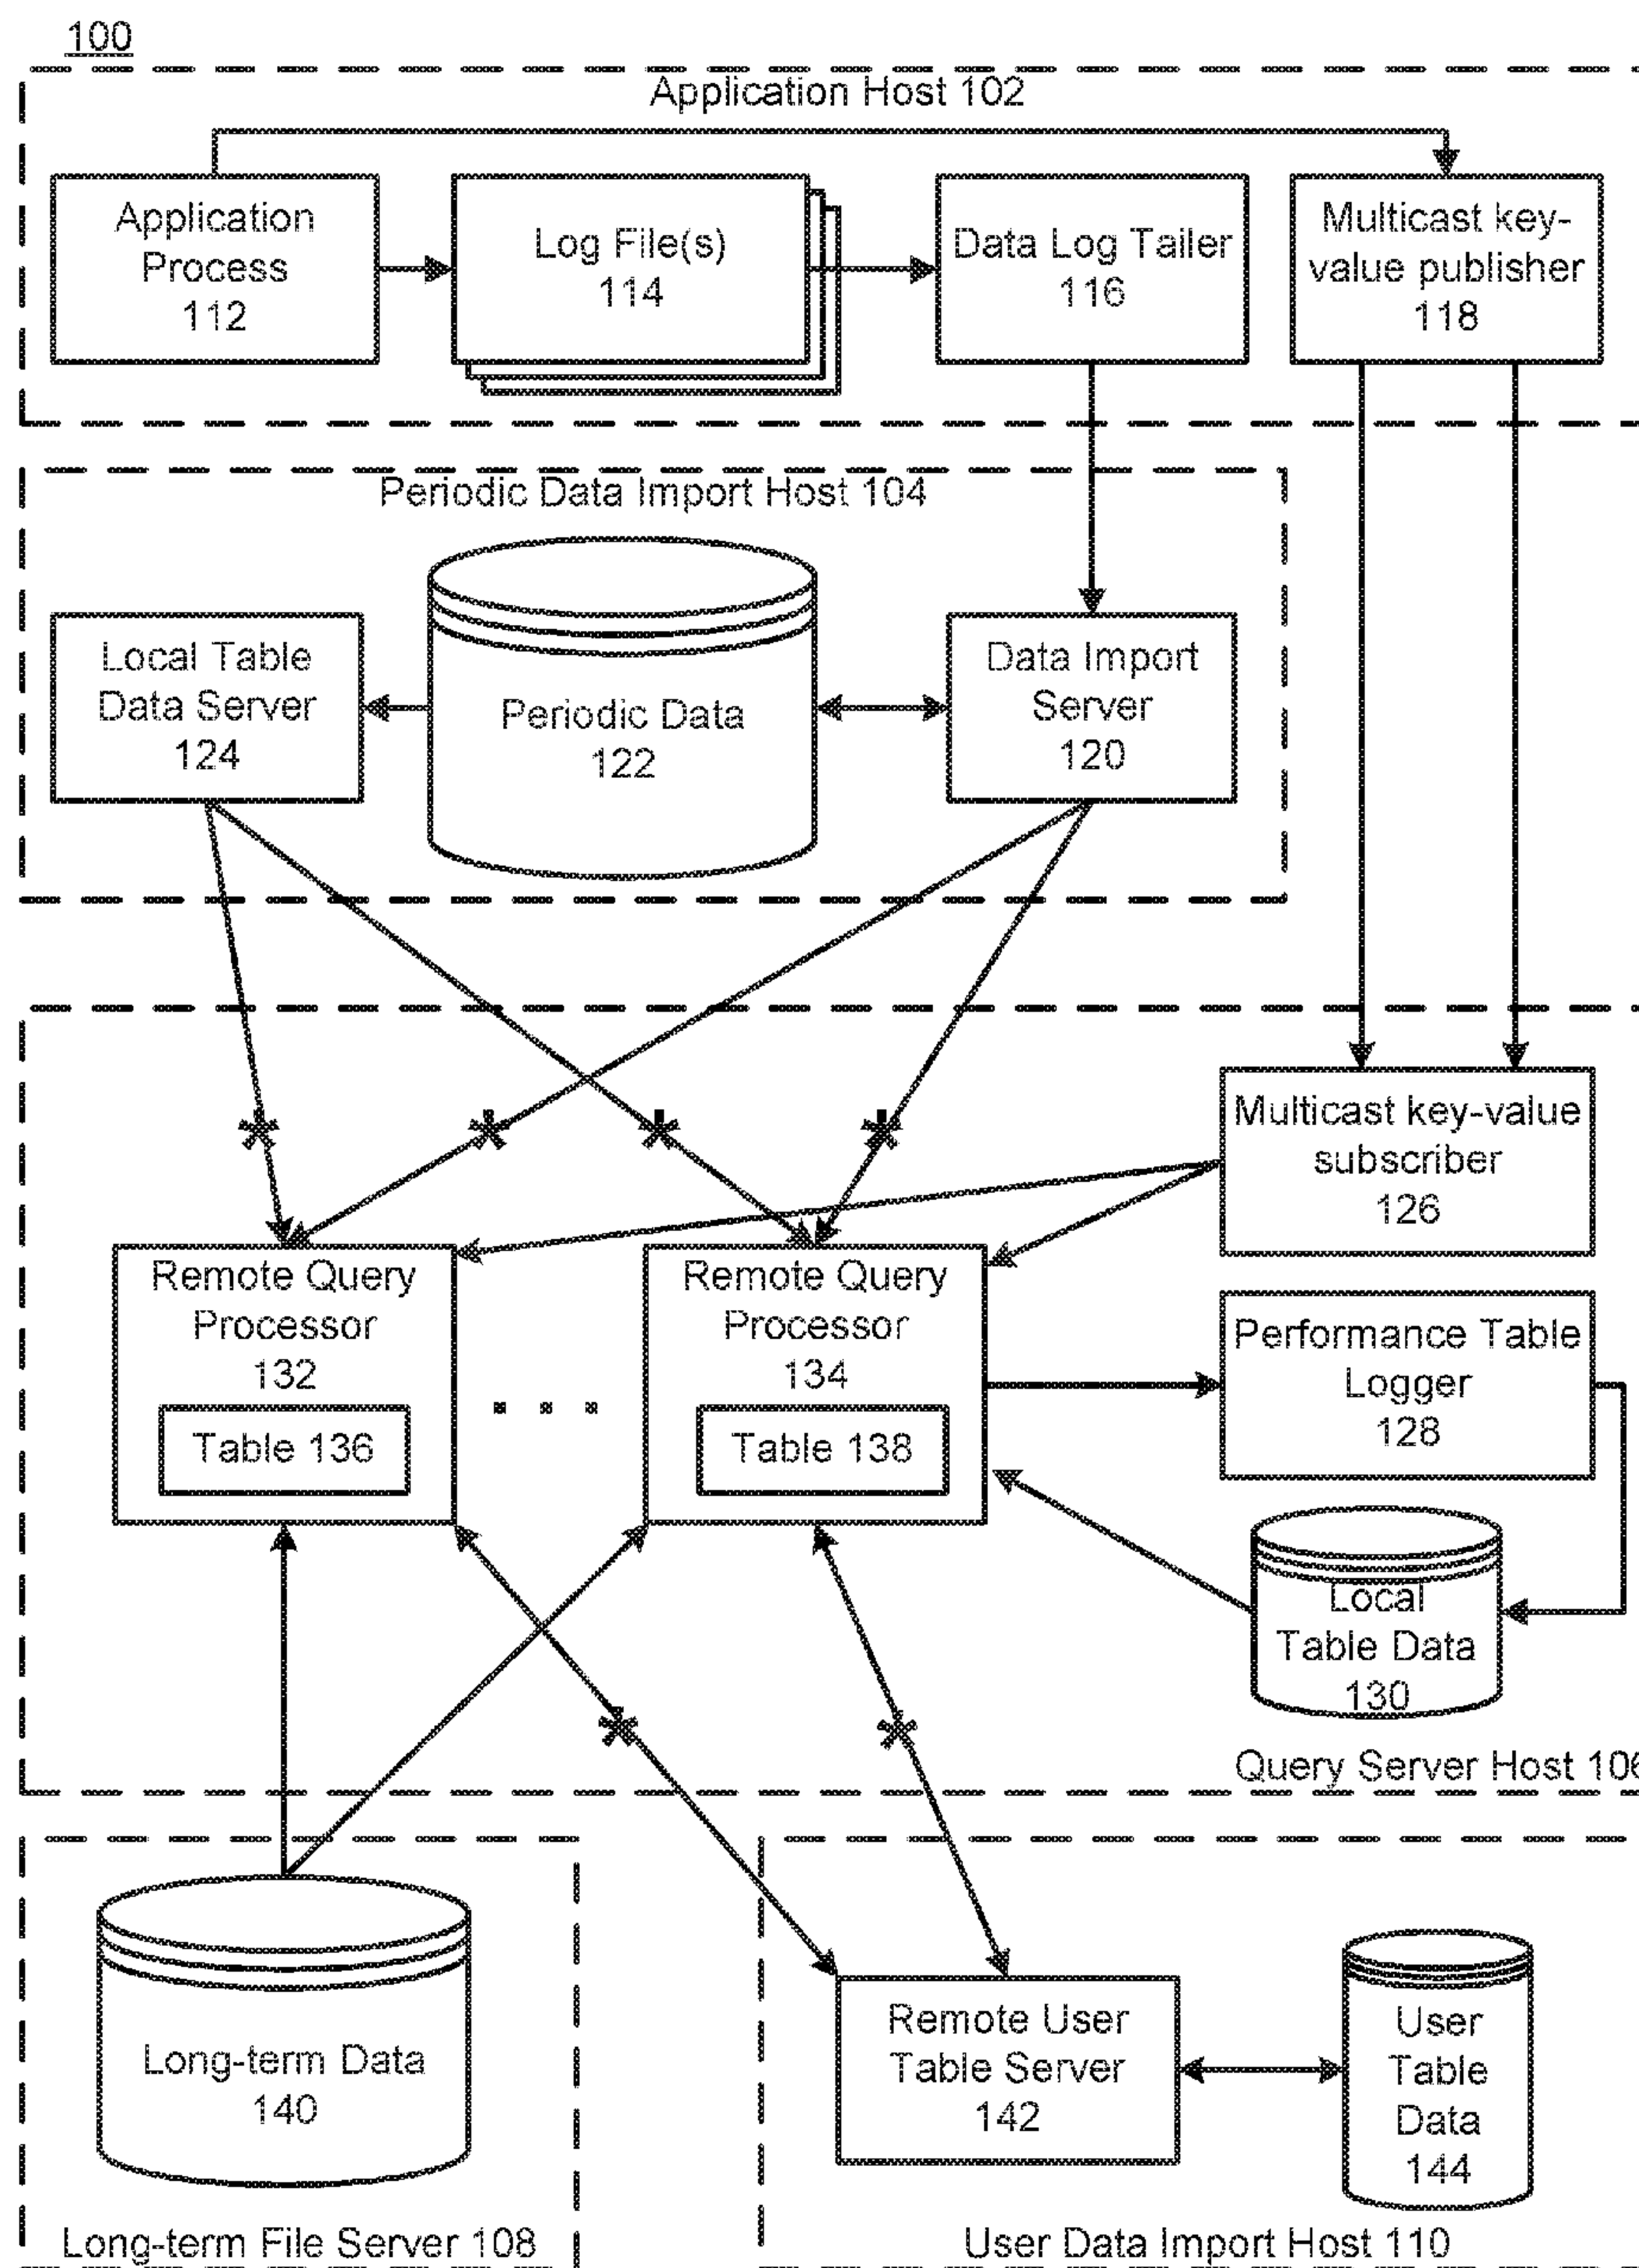 100
Application Host 102
Application
Process
112
Log File(s)
114
Data Log Tailer
116
Multicast key-
value publisher
118
Periodic Data Import Host 104
Local Table
Data Server
124
Periodic Data
122
Data Import
Server
120
Multicast key-value
subscriber
126
Remote Query
Processor
132
Table 136
. . .
Remote Query
Processor
134
Table 138
Performance Table
Logger
128
Local
Table Data
130
Query Server Host 106
Long-term Data
140
Long-term File Server 108
Remote User
Table Server
142
User
Table
Data
144
User Data Import Host 110